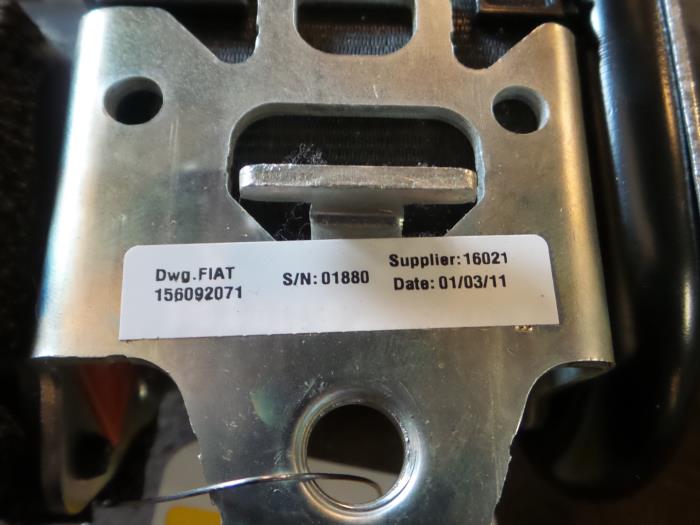 Dwg.FIAT
156092071
S/N: 01880
Supplier:16021
Date: 01/03/11